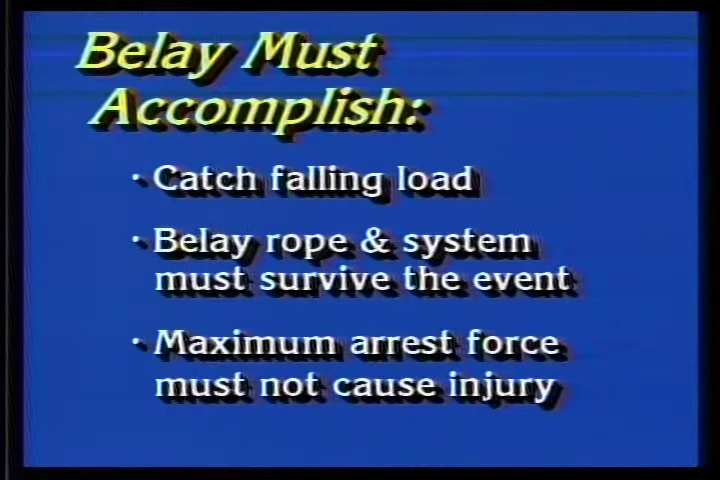 Belay Must
Accomplish:
· Catch falling load
· Belay rope & system
must survive the event
· Maximum arrest force
must not cause injury